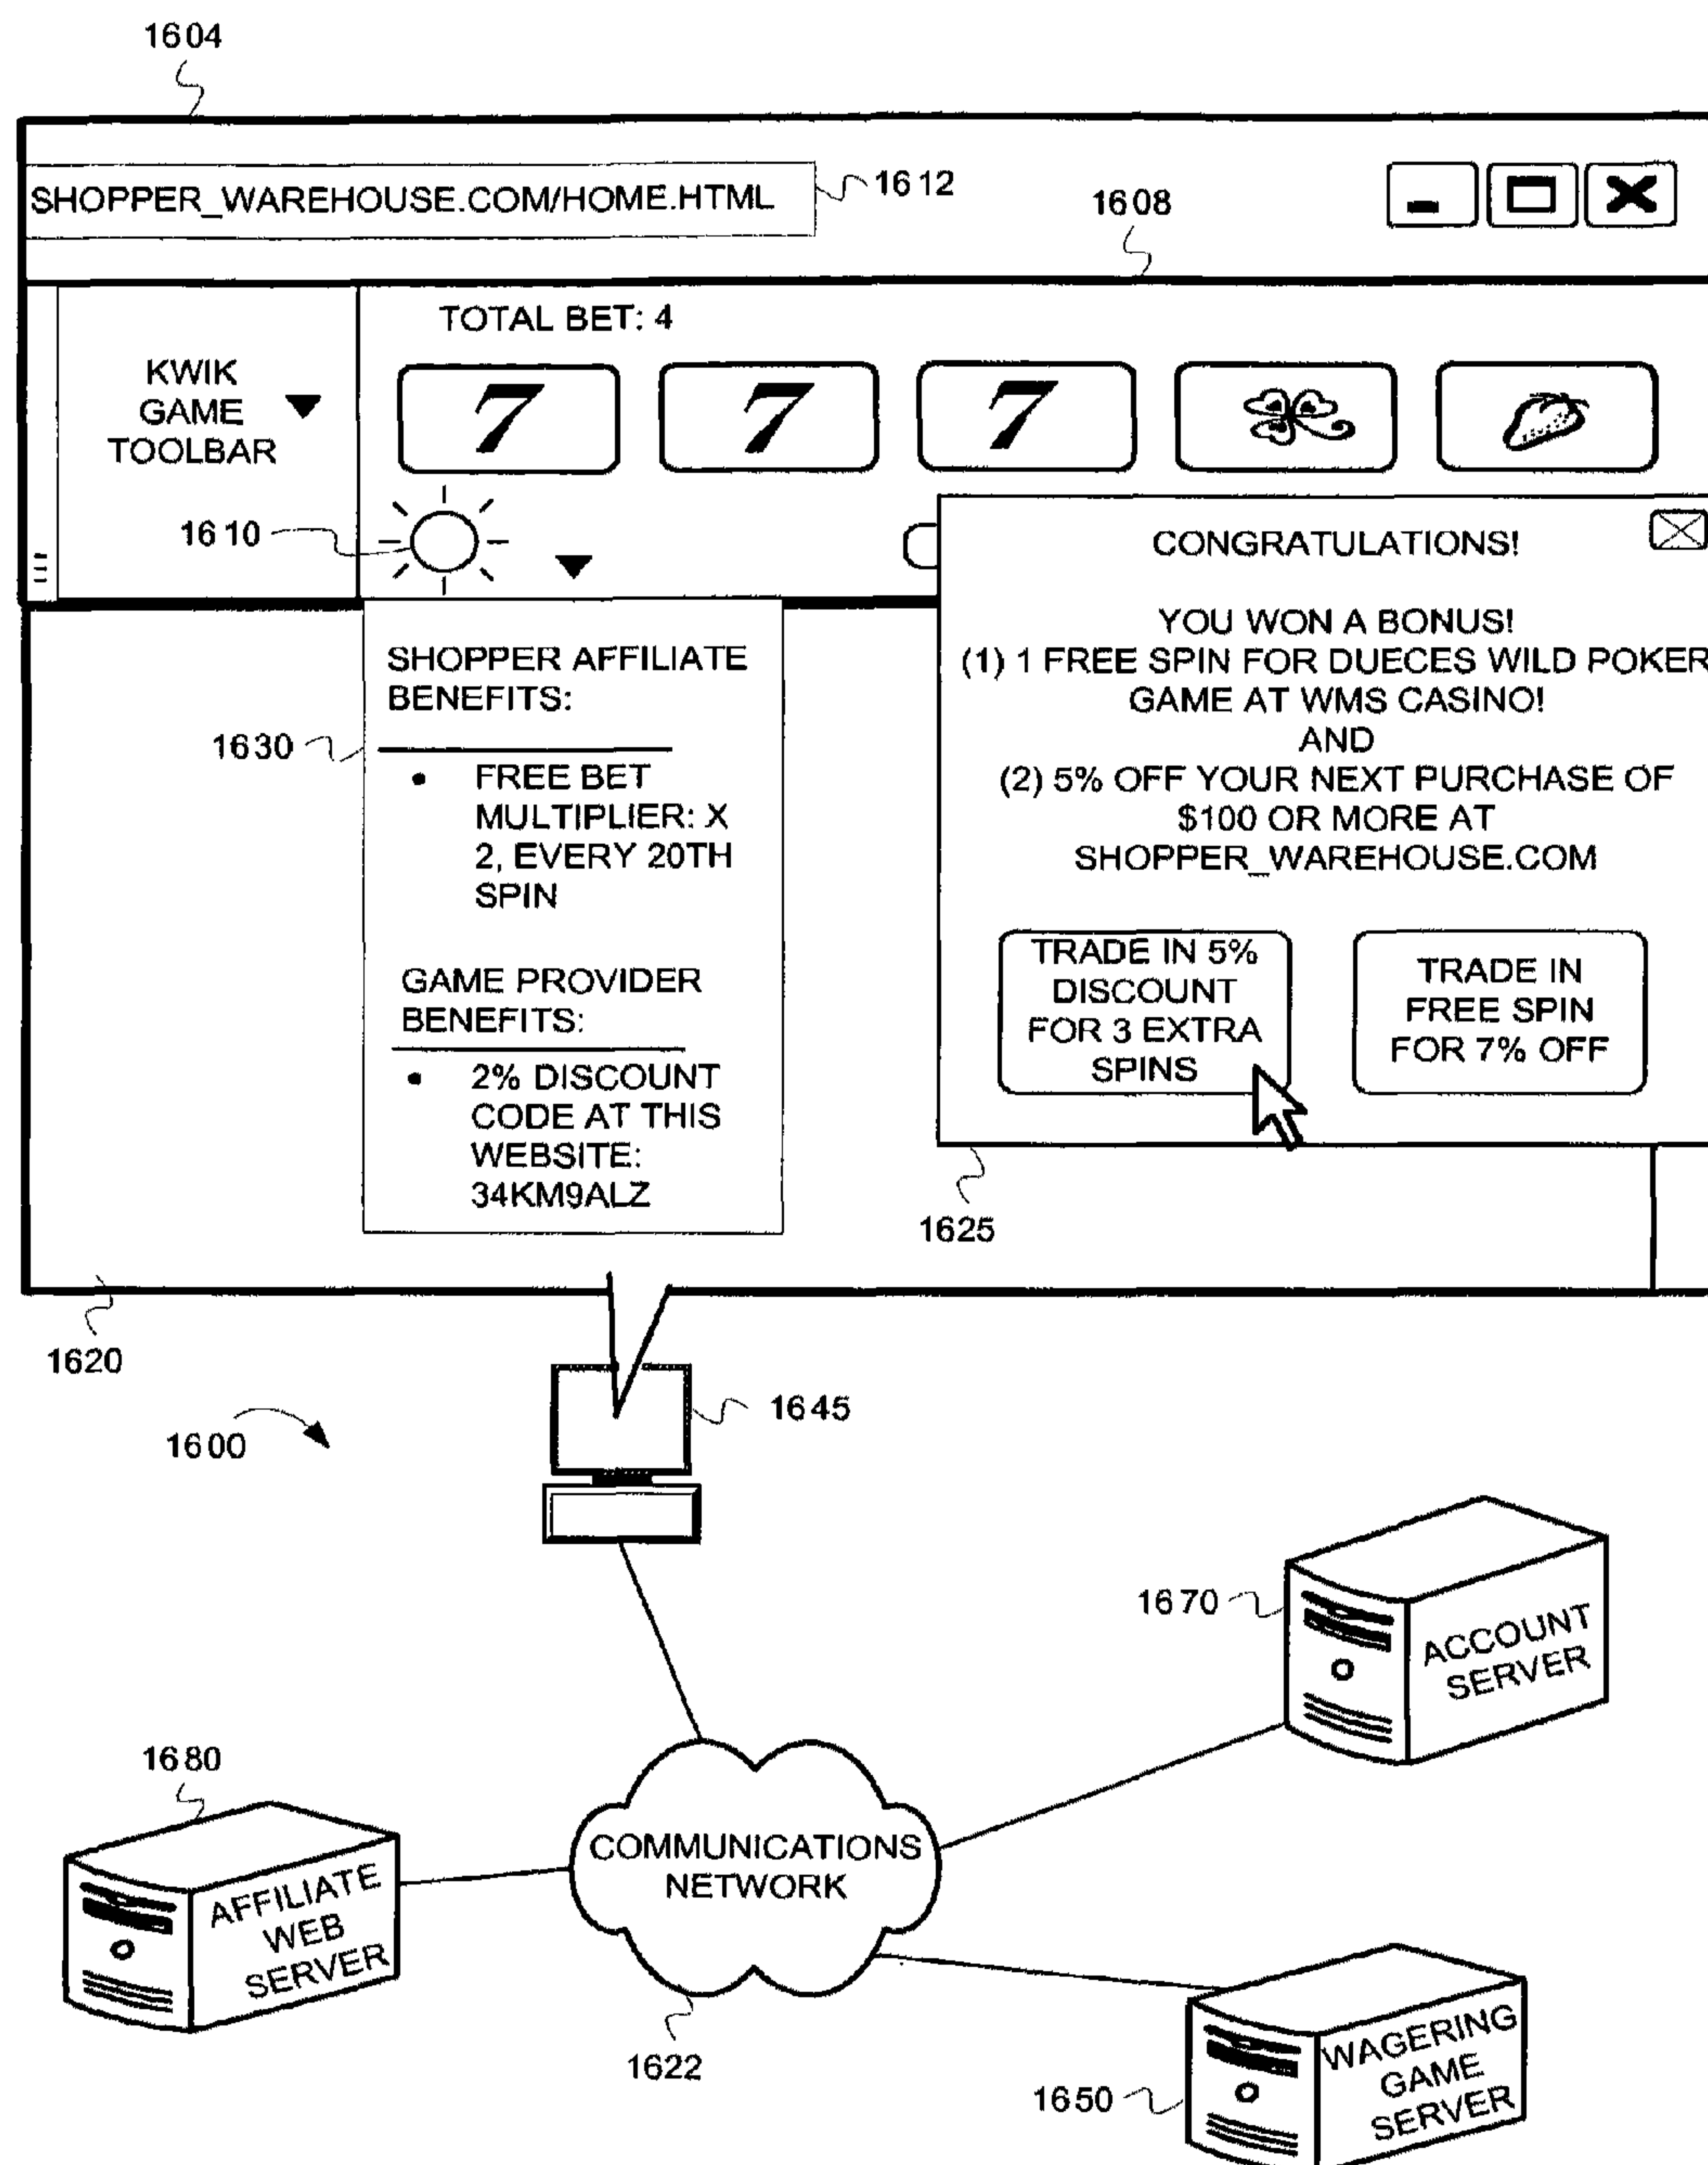 1604
SHOPPER_WAREHOUSE.COM/HOME.HTML
1612
1608
TOTAL BET: 4
KWIK
GAME
TOOLBAR
7 7 7
1610
CONGRATULATIONS!
YOU WON A BONUS!
(1) 1 FREE SPIN FOR DUECES WILD POKER
GAME AT WMS CASINO!
AND
(2) 5% OFF YOUR NEXT PURCHASE OF
$100 OR MORE AT
SHOPPER_WAREHOUSE.COM
TRADE IN 5%
DISCOUNT
FOR 3 EXTRA
SPINS
TRADE IN
FREE SPIN
FOR 7% OFF
1625
SHOPPER AFFILIATE
BENEFITS:
1630
• FREE BET
MULTIPLIER: X
2, EVERY 20TH
SPIN
GAME PROVIDER
BENEFITS:
• 2% DISCOUNT
CODE AT THIS
WEBSITE:
34KM9ALZ
1620
1645
1600
1670
ACCOUNT
SERVER
1680
AFFILIATE
WEB
SERVER
COMMUNICATIONS
NETWORK
1622
1650
WAGERING
GAME
SERVER